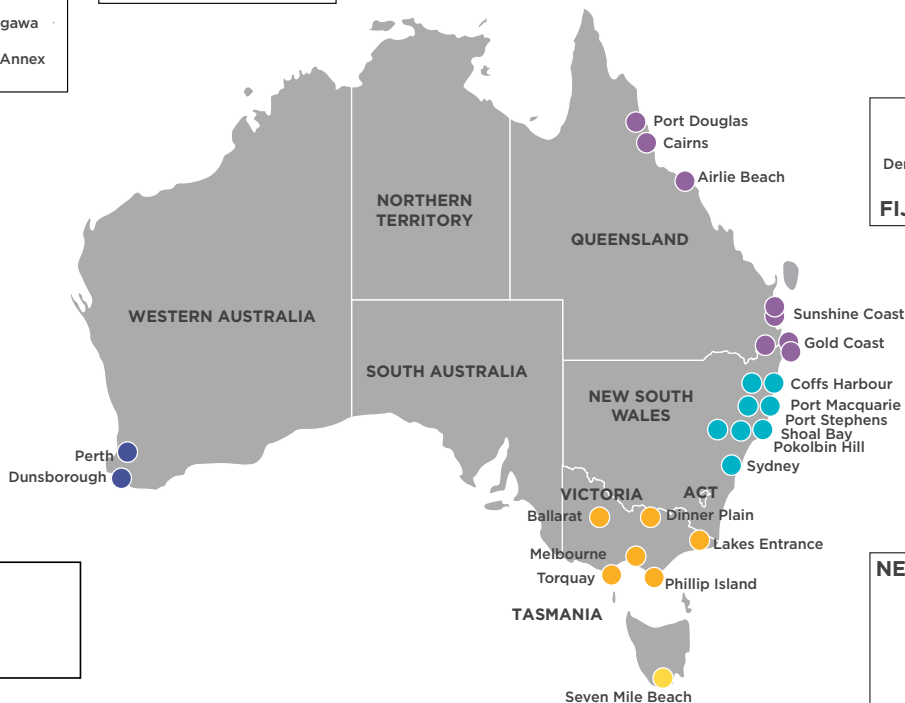 gawa
Annex
Port Douglas
Cairns
Airlie Beach
NORTHERN
TERRITORY
QUEENSLAND
WESTERN AUSTRALIA
SOUTH AUSTRALIA
Sunshine Coast
Gold Coast
NEW SOUTH
WALES
Coffs Harbour
Port Macquarie
Port Stephens
Shoal Bay
Pokolbin Hill
Sydney
Perth
Dunsborough
VICTORIA
ACT
Ballarat
Dinner Plain
Lakes Entrance
Melbourne
Torquay
Phillip Island
TASMANIA
Seven Mile Beach
Der
FIJ
NE